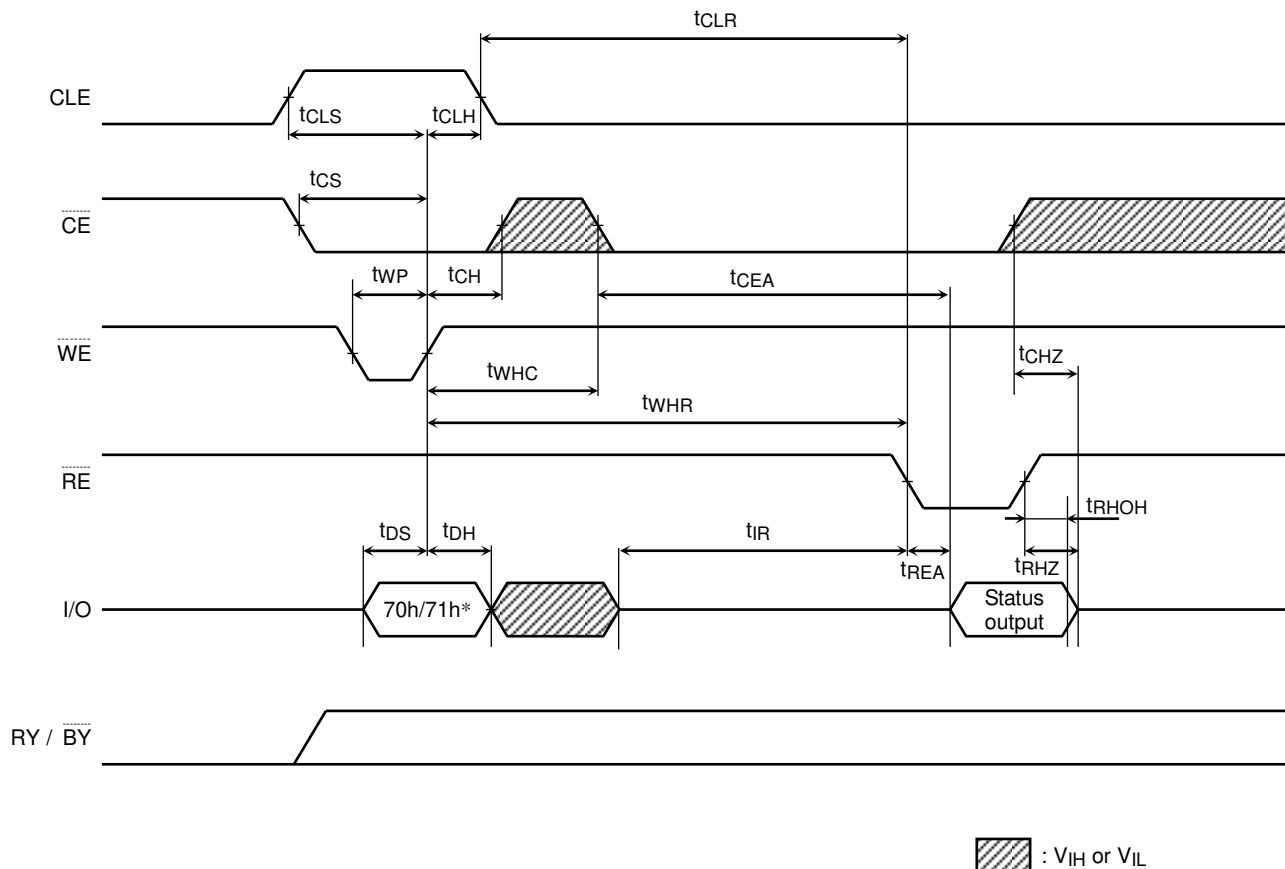 tCLR
CLE
tCLS
tCLH
tCS
CE
tWP
tCH
tCEA
WE
tCHZ
tWHC
tWHR
RE
tRHOH
tDS
tDH
tIR
tREA
tRHZ
I/O
70h/71h*
Status
output
RY / BY
: VIH or VIL